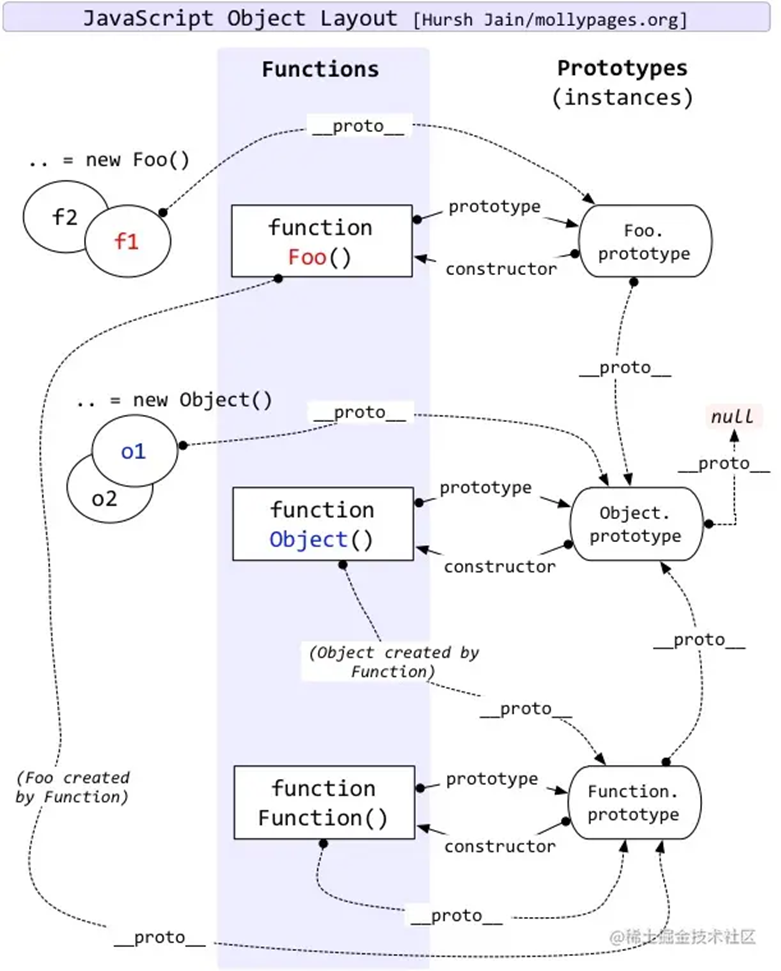 JavaScript Object Layout [Hursh Jain/mollypages.org]
Functions
Prototypes
(instances)
__proto__
.. = new Foo()
f2
f1
function
Foo()
prototype
constructor
Foo.
prototype
__proto__
.. = new Object()
__proto__
null
__proto__
o1
o2
function
Object()
prototype
constructor
Object.
prototype
(Object created by
Function)
__proto__
__proto__
(Foo created
by Function)
function
Function()
prototype
constructor
Function.
prototype
__proto__
__proto__
@稀土掘金技术社区